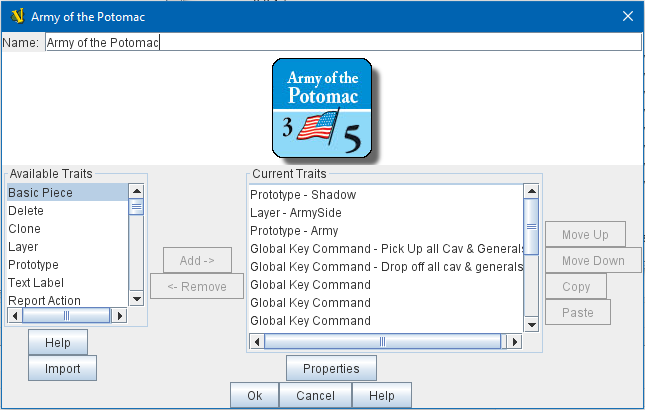 Army of the Potomac
Name: Army of the Potomac
Army of the
Potomac
3 5
Available Traits
Basic Piece
Delete
Clone
Layer
Prototype
Text Label
Report Action
Add ->
<- Remove
Help
Import
Current Traits
Prototype - Shadow
Layer - ArmySide
Prototype - Army
Global Key Command - Pick Up all Cav & Generals
Global Key Command - Drop off all cav & generals
Global Key Command
Global Key Command
Global Key Command
Move Up
Move Down
Copy
Paste
Properties
Ok Cancel Help